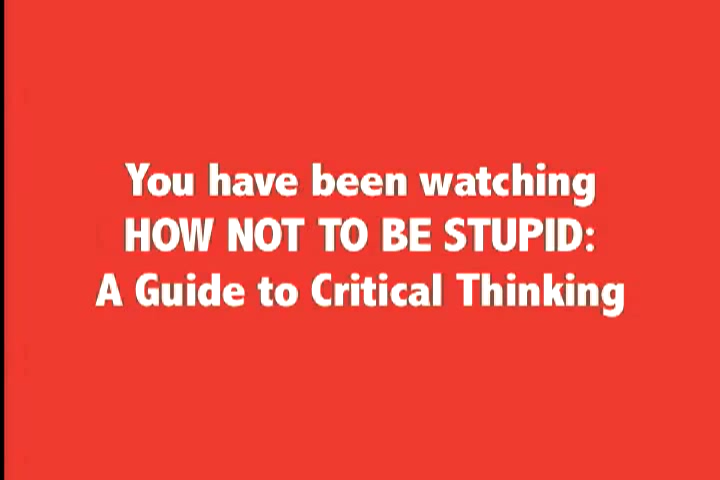 You have been watching
HOW NOT TO BE STUPID:
A Guide to Critical Thinking